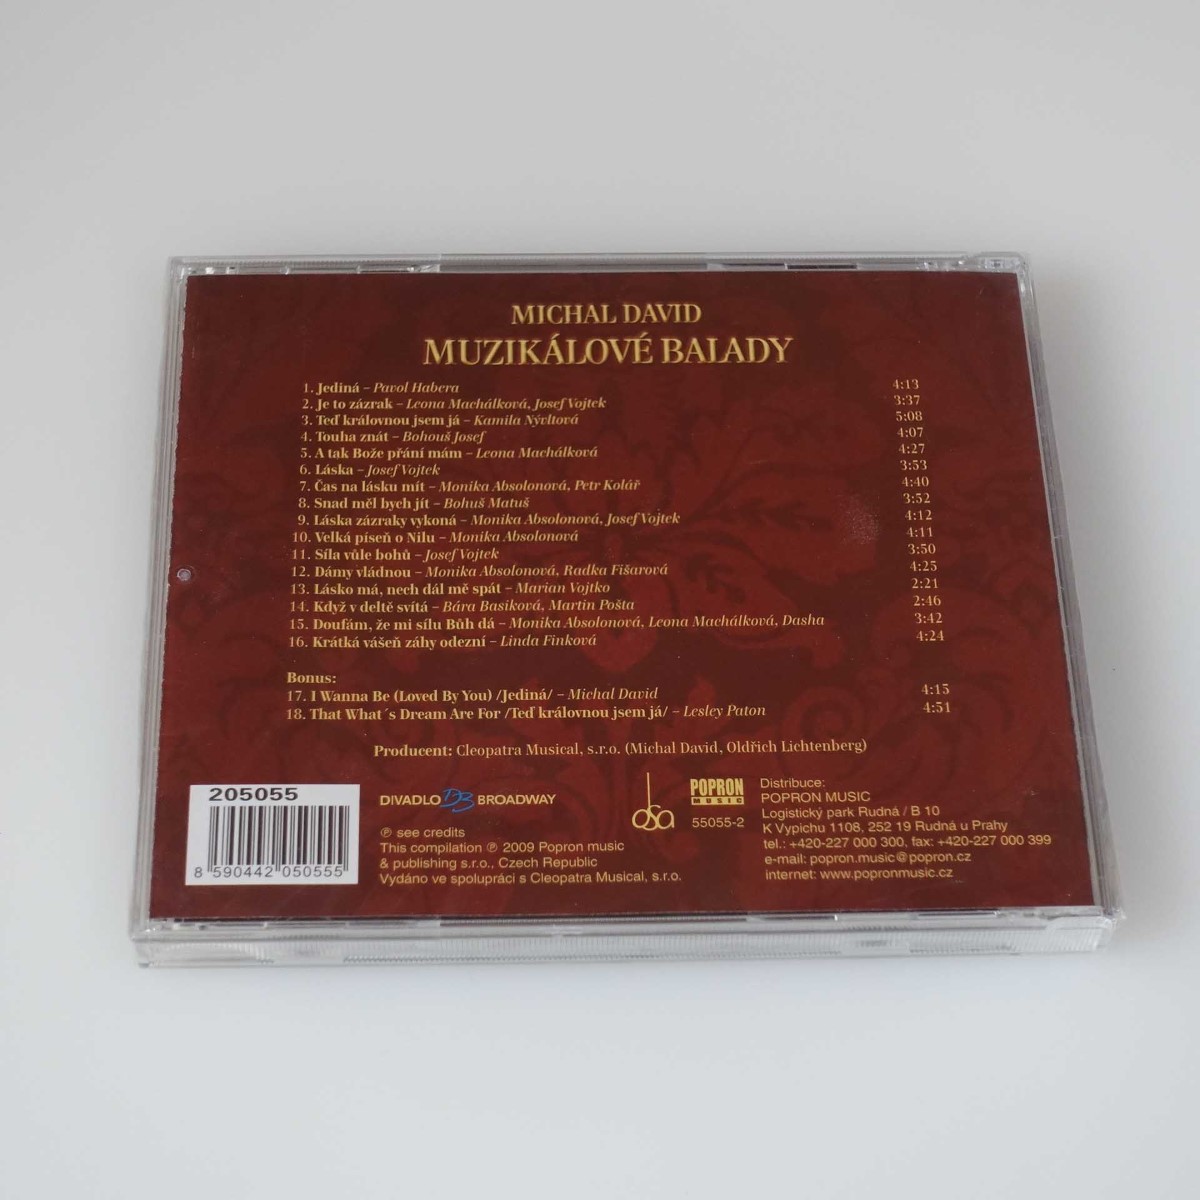 MICHAL DAVID
MUZIKÁLOVÉ BALADY
1. Jediná – Pavol Habera 4:13
2. Je to zázrak – Leona Machálková, Josef Vojtek 3:37
3. Teď královnou jsem já – Kamila Nývltová 5:08
4. Touha znát – Bohouš Josef 4:07
5. A tak Bože přání mám – Leona Machálková 4:27
6. Láska – Josef Vojtek 3:53
7. Čas na lásku mít – Monika Absolonová, Petr Kolář 4:40
8. Snad měl bych jít – Bohuš Matuš 3:52
9. Láska zázraky vykoná – Monika Absolonová, Josef Vojtek 4:12
10. Velká píseň o Nilu – Monika Absolonová 4:11
11. Síla vůle bohů – Josef Vojtek 3:50
12. Dámy vládnou – Monika Absolonová, Radka Fišarová 4:25
13. Lásko má, nech dál mě spát – Marian Vojtko 2:21
14. Když v deltě svítá – Bára Basiková, Martin Pošta 2:46
15. Doufám, že mi sílu Bůh dá – Monika Absolonová, Leona Machálková, Dasha 3:42
16. Krátká vášeň záhy odezní – Linda Finková 4:24
Bonus:
17. I Wanna Be (Loved By You) /Jediná/ – Michal David 4:15
18. That What´s Dream Are For /Teď královnou jsem já/ – Lesley Paton 4:51
Producent: Cleopatra Musical, s.r.o. (Michal David, Oldřich Lichtenberg)
205055
8 590442 050555
DIVADLO DB BROADWAY
℗ see credits
This compilation ℗ 2009 Popron music
& publishing s.r.o., Czech Republic
Vydáno ve spolupráci s Cleopatra Musical, s.r.o.
osa
POPRON
MUSIC
55055-2
Distribuce:
POPRON MUSIC
Logistický park Rudná / B 10
K Vypichu 1108, 252 19 Rudná u Prahy
tel.: +420-227 000 300, fax: +420-227 000 399
e-mail: popron.music@popron.cz
internet: www.popronmusic.cz